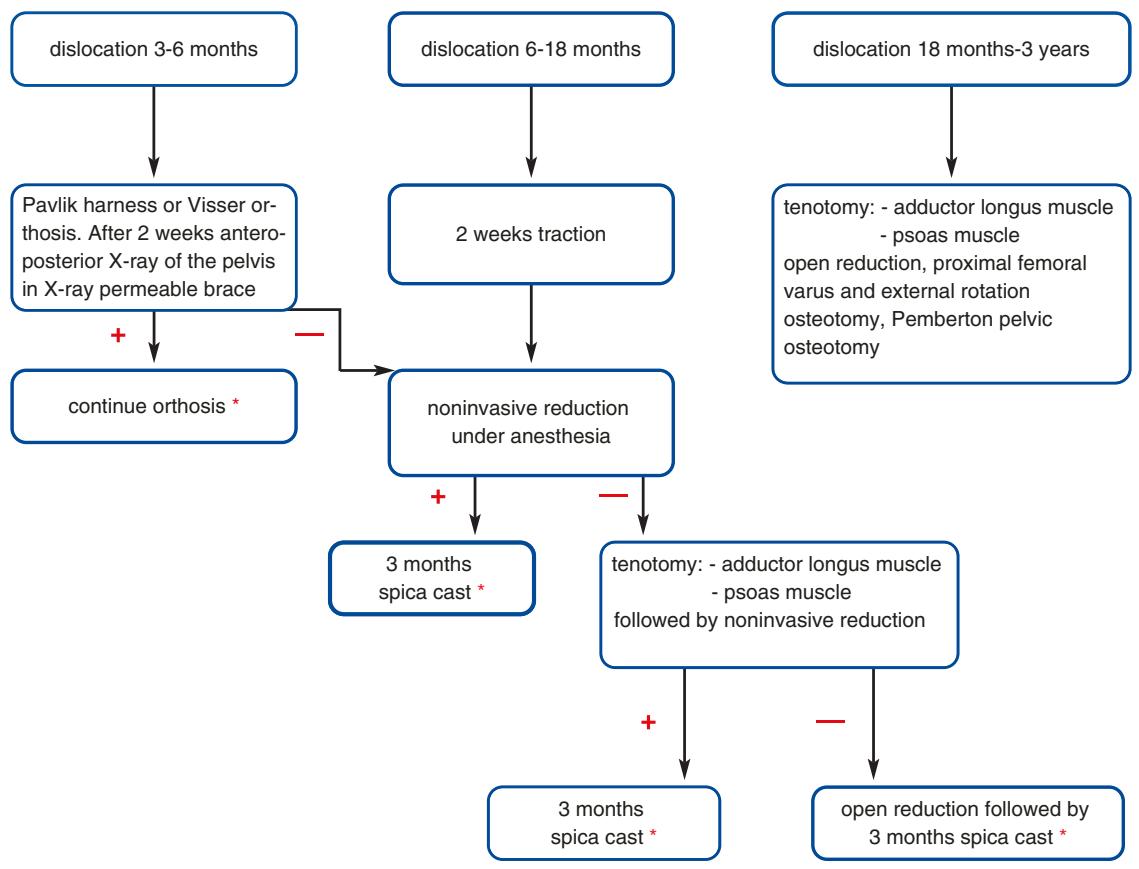 dislocation 3-6 months
dislocation 6-18 months
dislocation 18 months-3 years
Pavlik harness or Visser or-
thosis. After 2 weeks antero-
posterior X-ray of the pelvis
in X-ray permeable brace
2 weeks traction
tenotomy: - adductor longus muscle
- psoas muscle
open reduction, proximal femoral
varus and external rotation
osteotomy, Pemberton pelvic
osteotomy
+
—
continue orthosis *
noninvasive reduction
under anesthesia
+
—
3 months
spica cast *
tenotomy: - adductor longus muscle
- psoas muscle
followed by noninvasive reduction
+
—
3 months
spica cast *
open reduction followed by
3 months spica cast *